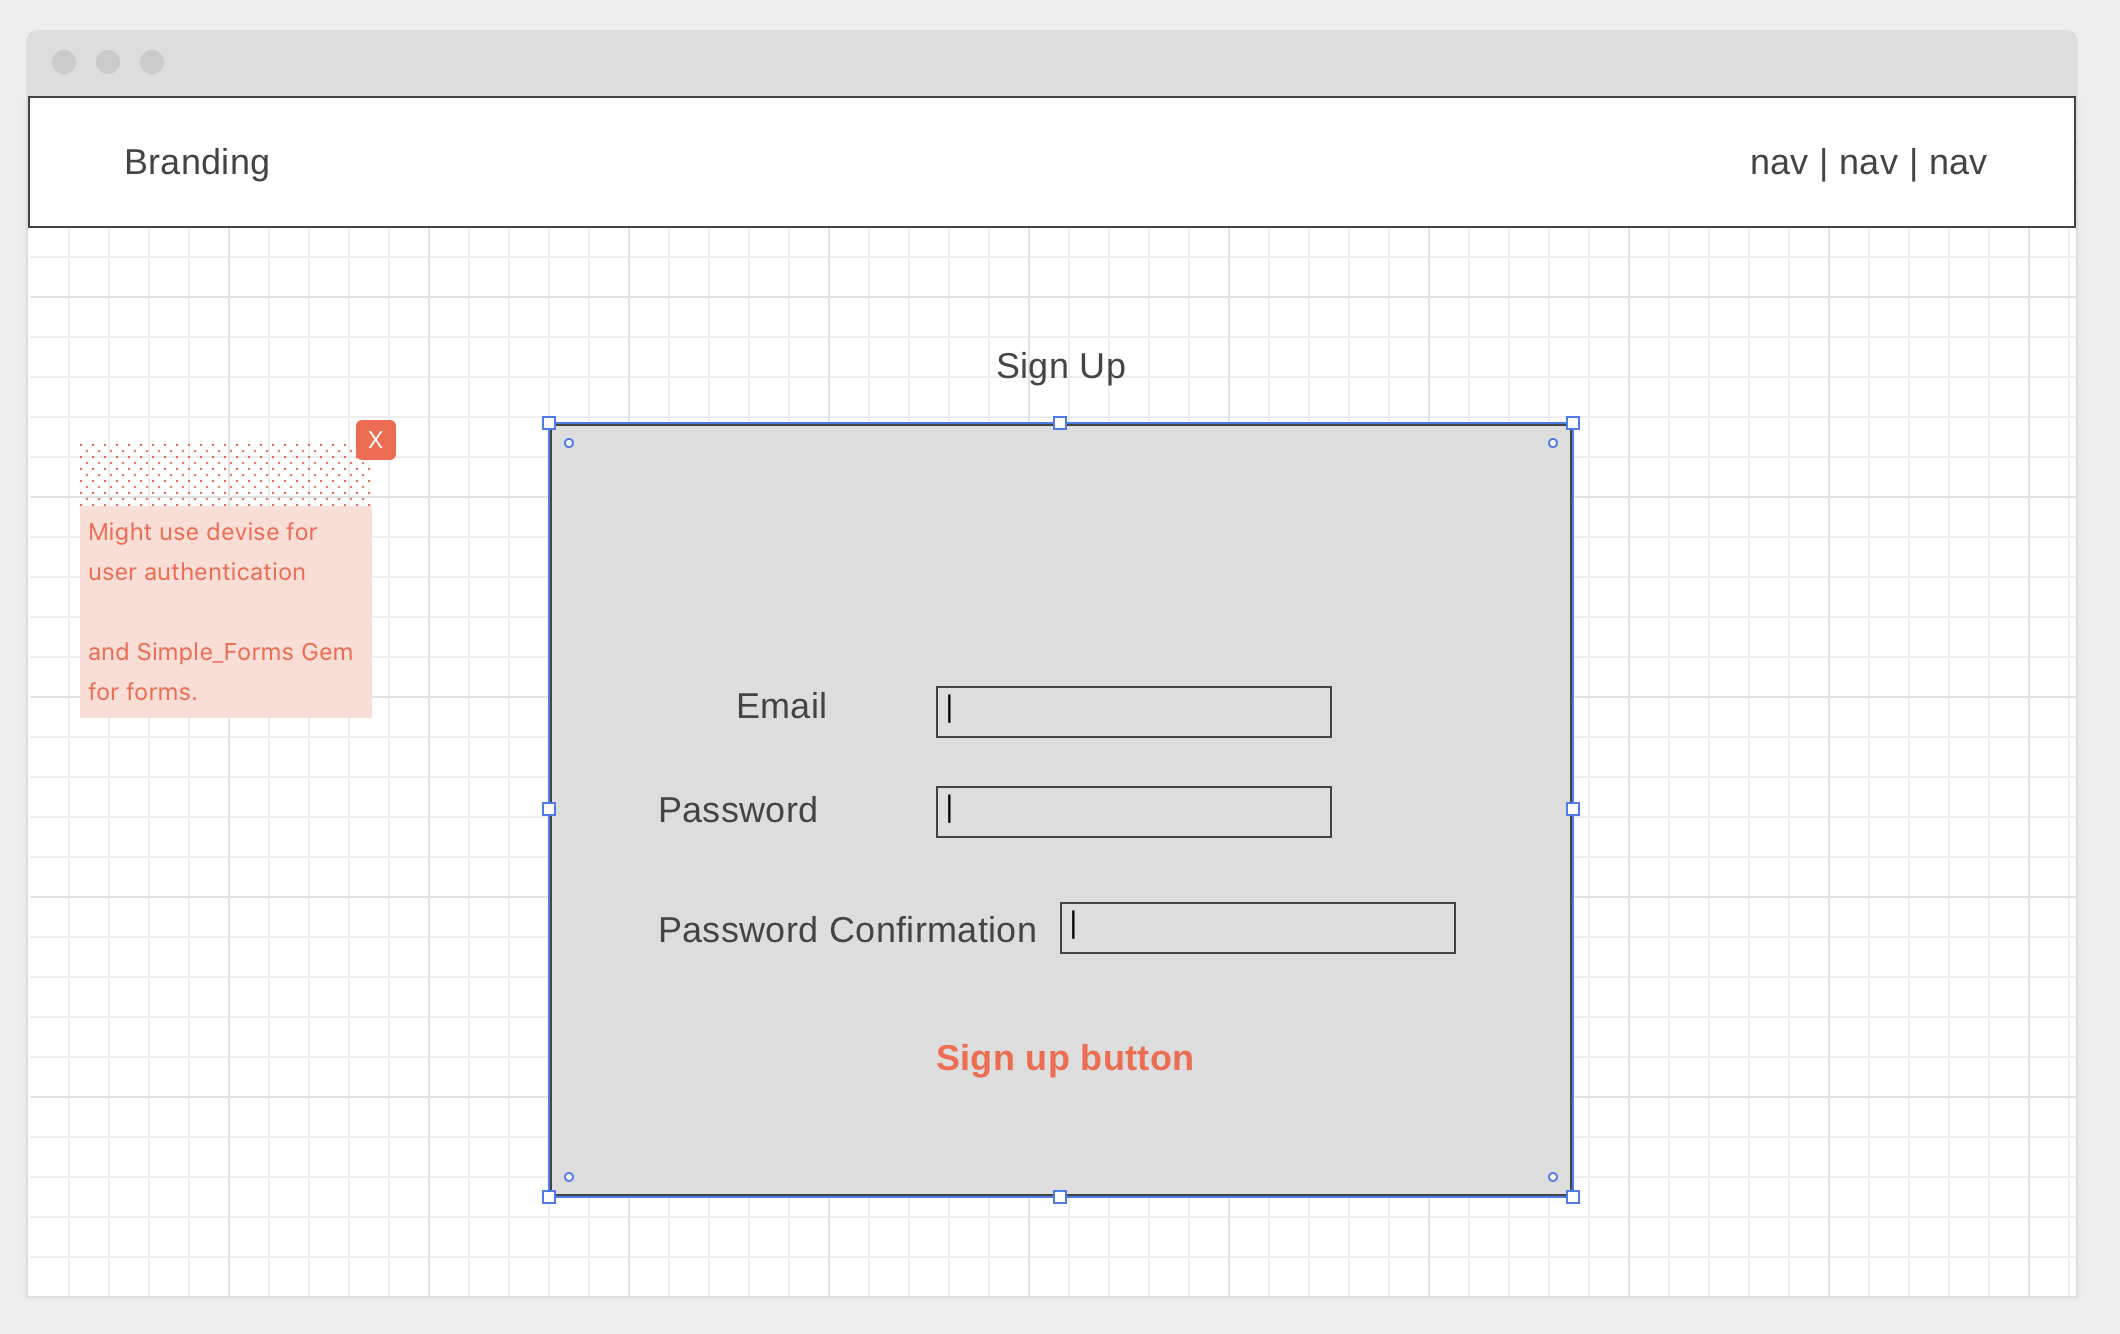 Branding
nav | nav | nav
Sign Up
X
Might use devise for
user authentication
and Simple_Forms Gem
for forms.
Email
Password
Password Confirmation
Sign up button